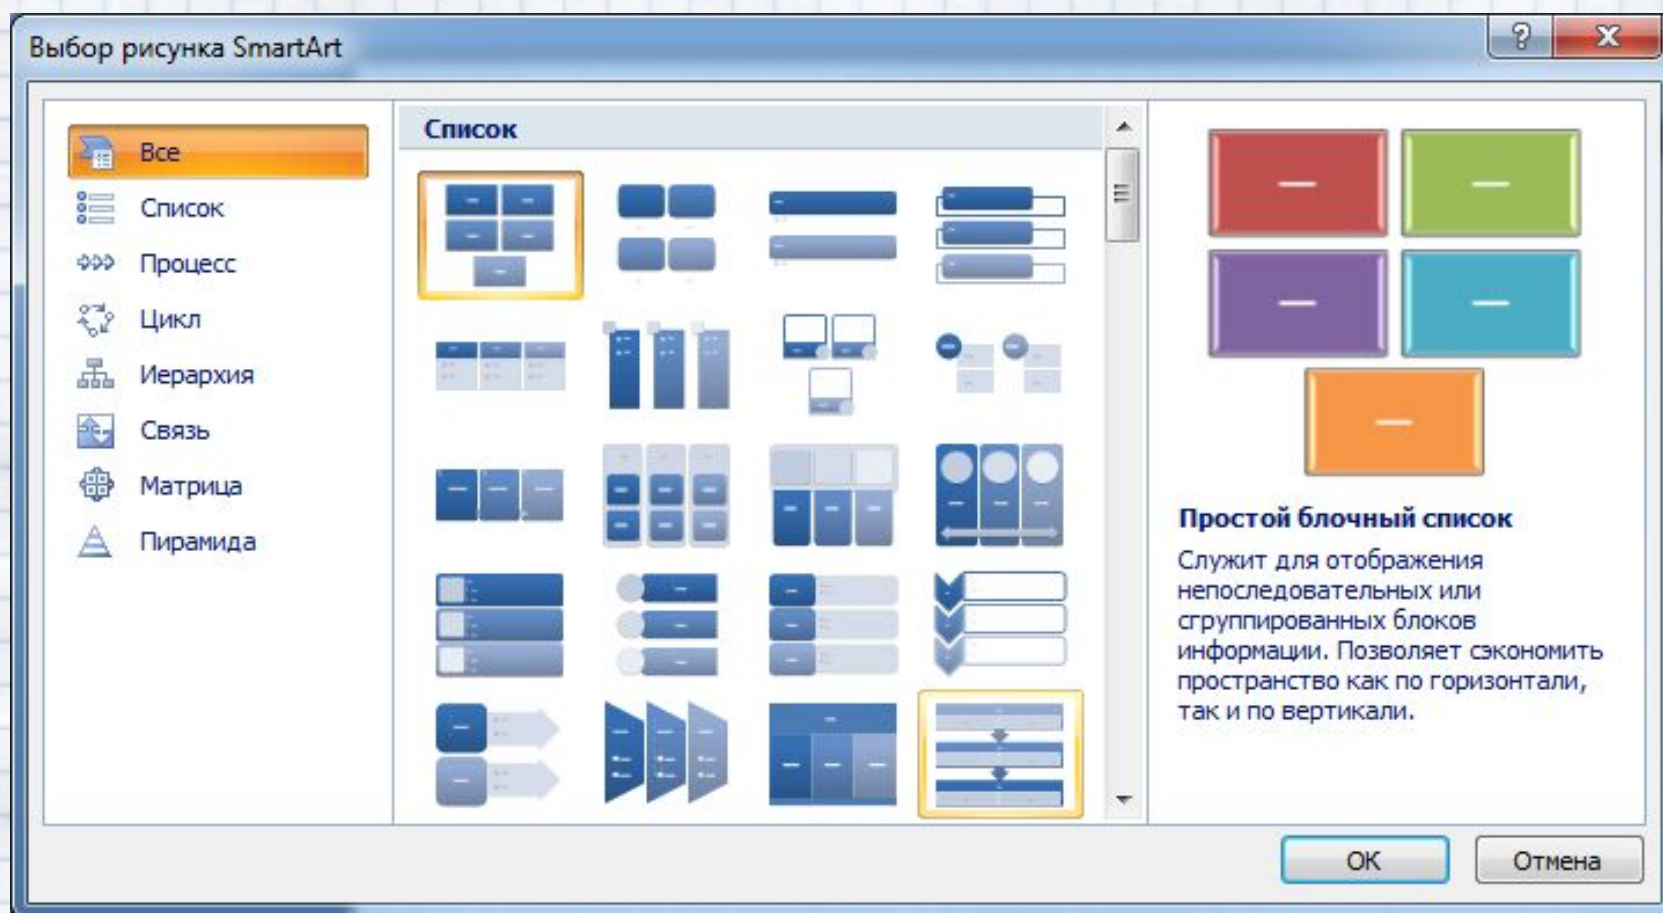 Выбор рисунка SmartArt
Все
Список
Процесс
Цикл
Иерархия
Связь
Матрица
Пирамида
Список
Простой блочный список
Служит для отображения
непоследовательных или
сгруппированных блоков
информации. Позволяет сэкономить
пространство как по горизонтали,
так и по вертикали.
ОК
Отмена